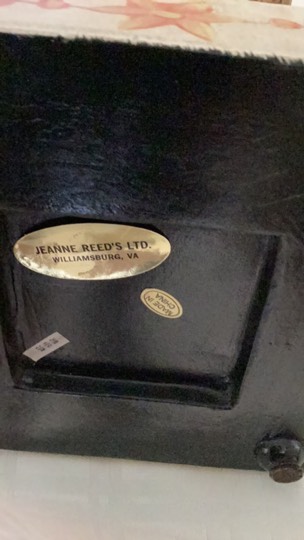 JEANNE REED'S LTD.
WILLIAMSBURG, VA
MADE IN
CHINA